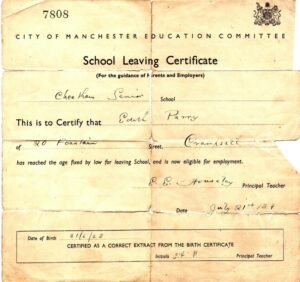 7808
CITY OF MANCHESTER EDUCATION COMMITTEE
School Leaving Certificate
(For the guidance of Parents and Employers)
Cheetham Senior School
This is to Certify that Edith Parry
of 20 Street,
has reached the age fixed by law for leaving School, and is now eligible for employment.
E. E. Principal Teacher
Date July 21st
Date of Birth
CERTIFIED AS A CORRECT EXTRACT FROM THE BIRTH CERTIFICATE
Initials Principal Teacher